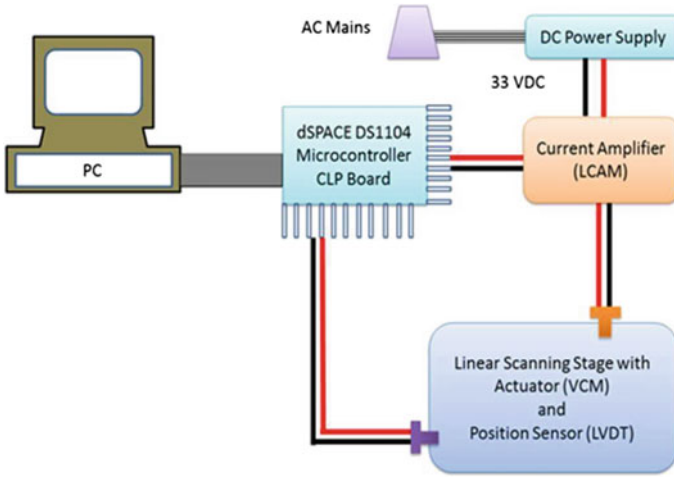 AC Mains
DC Power Supply
33 VDC
dSPACE DS1104
Microcontroller
CLP Board
Current Amplifier
(LCAM)
PC
Linear Scanning Stage with
Actuator (VCM)
and
Position Sensor (LVDT)